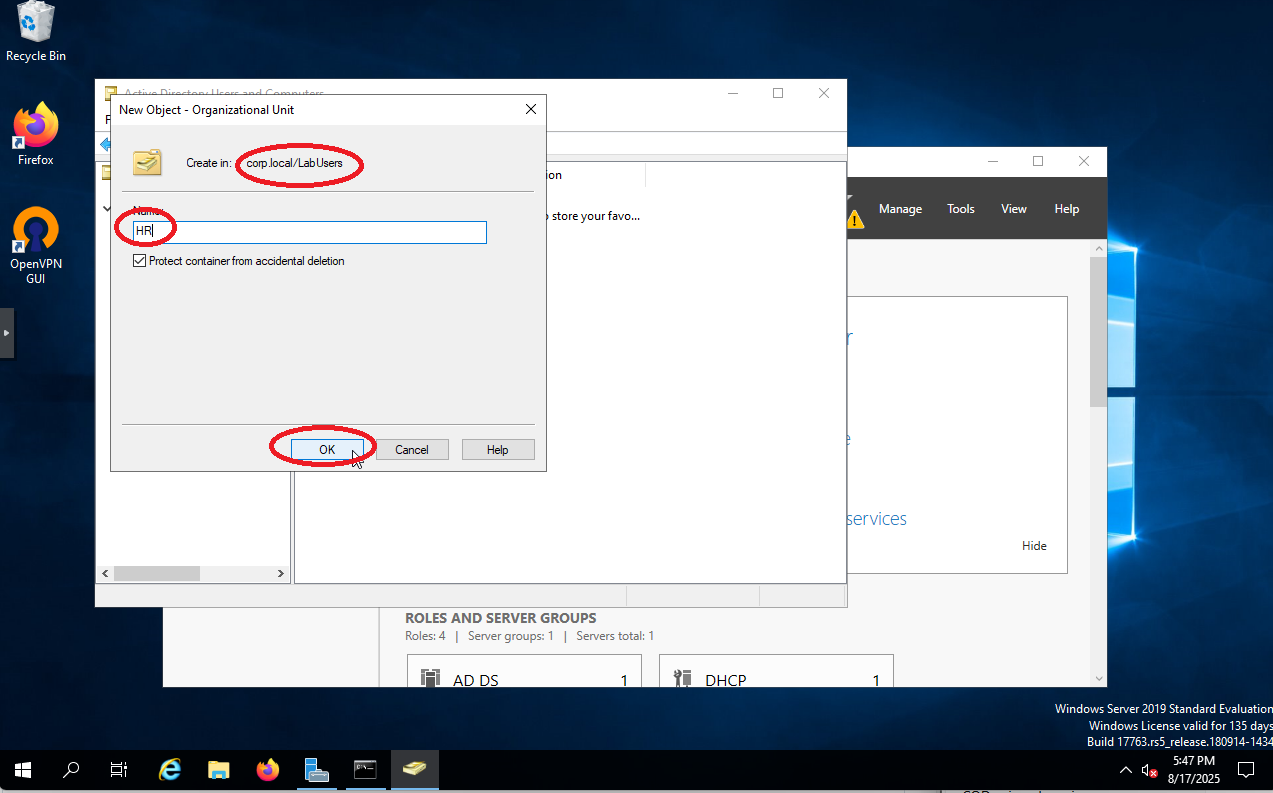 Recycle Bin
Firefox
OpenVPN
GUI
Active Directory Users and Computers
New Object - Organizational Unit
Create in: corp.local/LabUsers
Name:
HR
Protect container from accidental deletion
OK
Cancel
Help
store your favo...
Manage
Tools
View
Help
services
Hide
ROLES AND SERVER GROUPS
Roles: 4 | Server groups: 1 | Servers total: 1
AD DS 1
DHCP 1
Windows Server 2019 Standard Evaluation
Windows License valid for 135 days
Build 17763.rs5_release.180914-1434
5:47 PM
8/17/2025